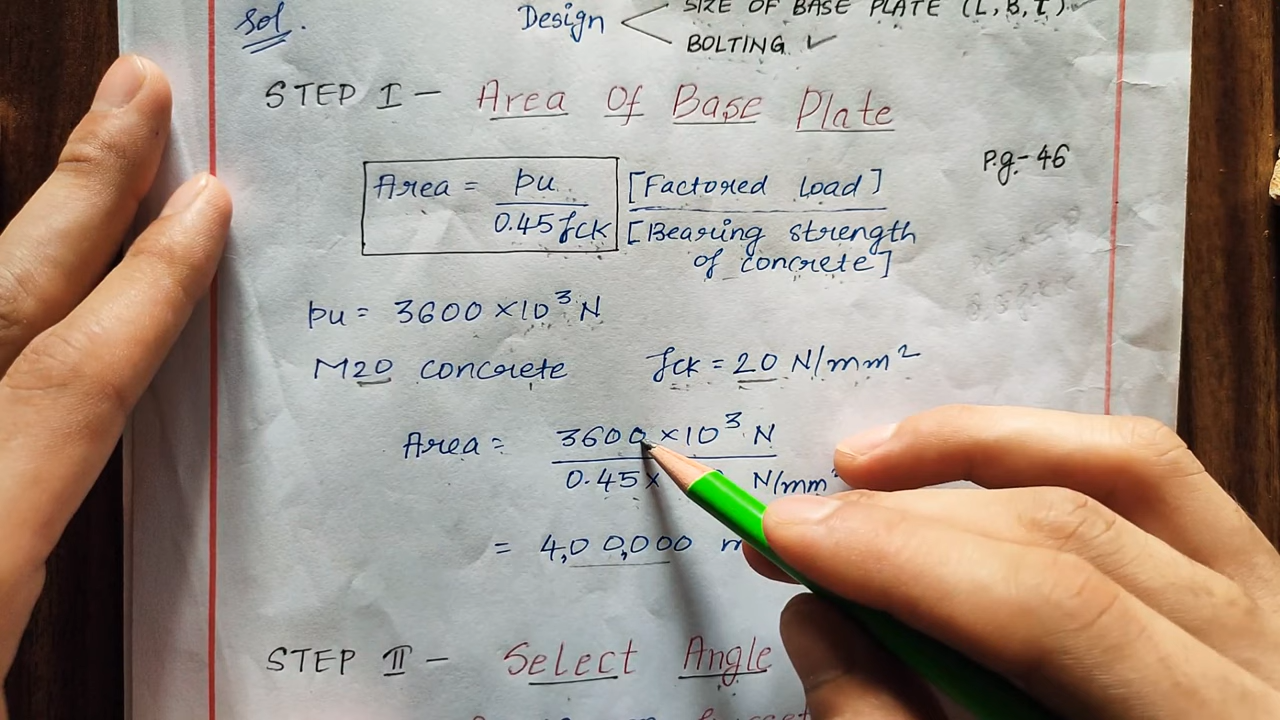 Sol.
Design
SIZE OF BASE PLATE (L, B, T)
BOLTING ✓
STEP I - Area Of Base Plate
P.g.- 46
Area = pu / 0.45fck [Factored Load] / [Bearing strength
of concrete]
pu = 3600 × 10³ N
M20 concrete fck = 20 N/mm²
Area = 3600 × 10³ N
0.45 × N/mm²
= 4,00,000
STEP II - Select Angle